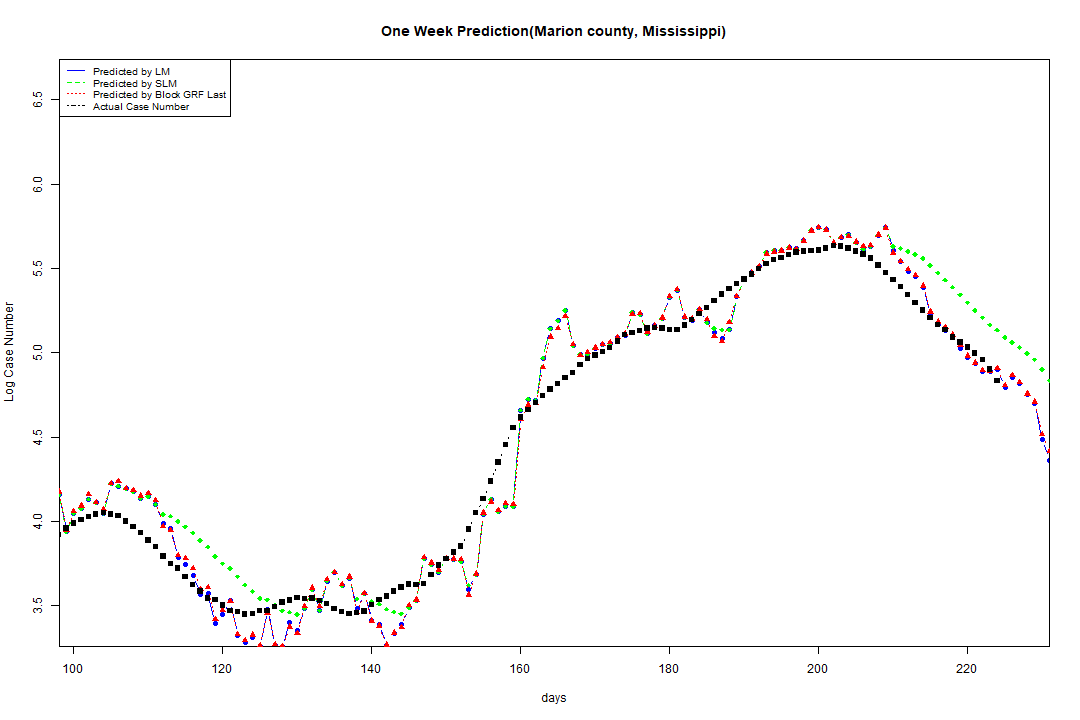 One Week Prediction(Marion county, Mississippi)
Predicted by LM
Predicted by SLM
Predicted by Block GRF Last
Actual Case Number
Log Case Number
6.5
6.0
5.5
5.0
4.5
4.0
3.5
100 120 140 160 180 200 220
days